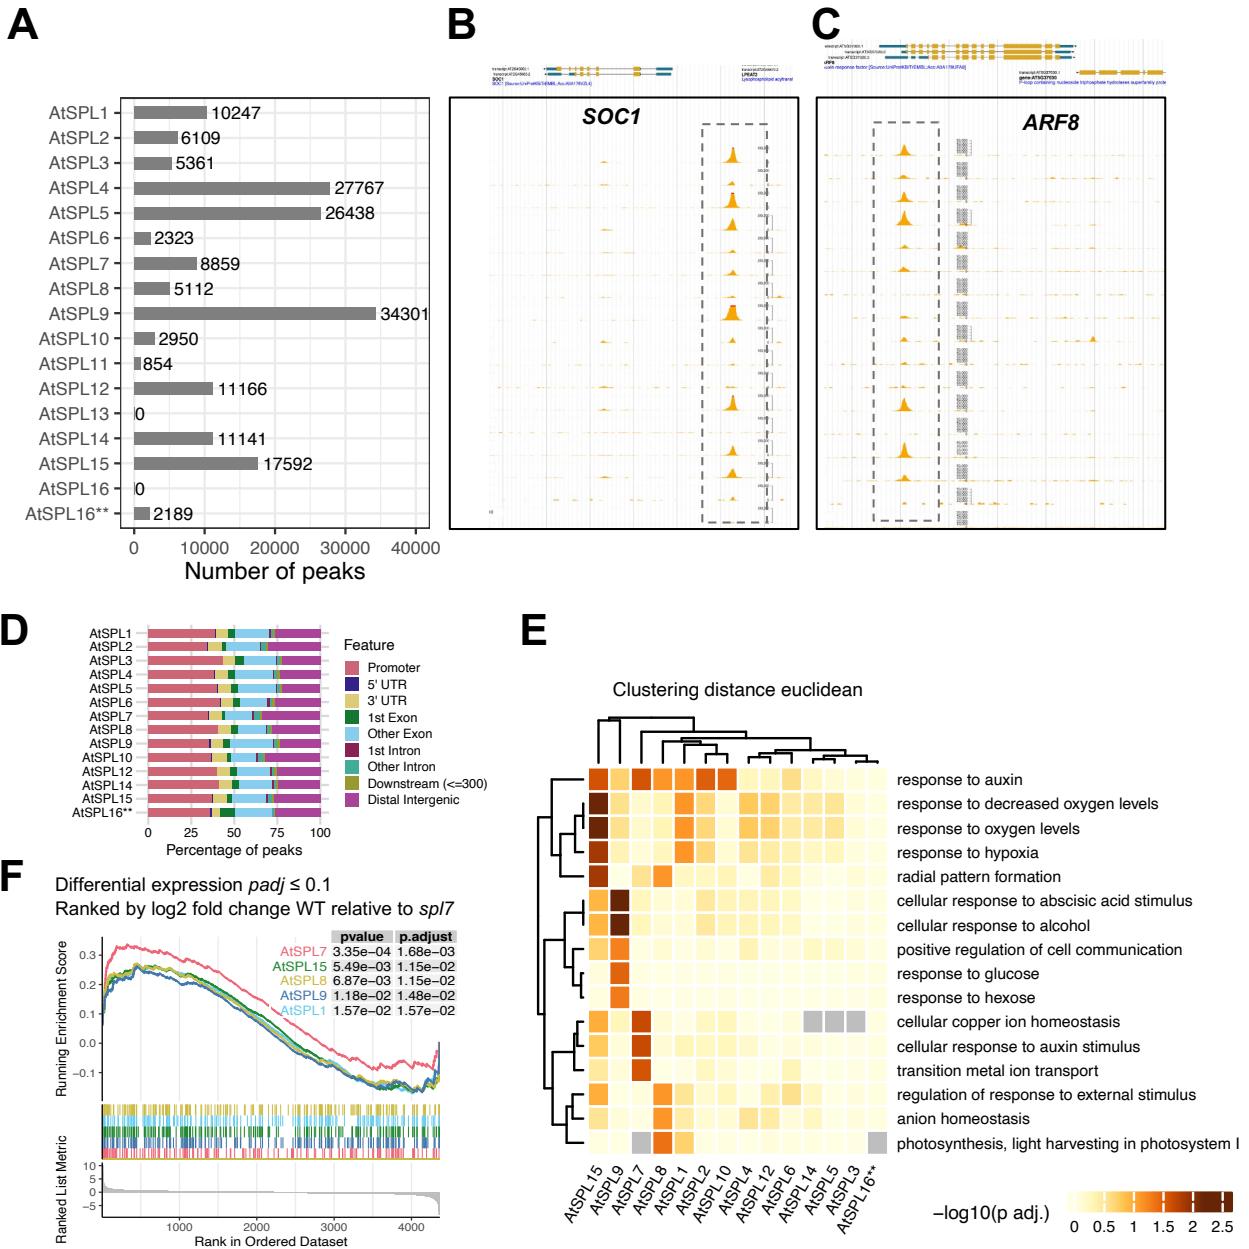 A
AtSPL1 10247
AtSPL2 6109
AtSPL3 5361
AtSPL4 27767
AtSPL5 26438
AtSPL6 2323
AtSPL7 8859
AtSPL8 5112
AtSPL9 34301
AtSPL10 2950
AtSPL11 854
AtSPL12 11166
AtSPL13 0
AtSPL14 11141
AtSPL15 17592
AtSPL16 0
AtSPL16** 2189
0 10000 20000 30000 40000
Number of peaks
B
SOC1
LPEAT2
SOC1
C
ARF8
D
AtSPL1
AtSPL2
AtSPL3
AtSPL4
AtSPL5
AtSPL6
AtSPL7
AtSPL8
AtSPL9
AtSPL10
AtSPL12
AtSPL14
AtSPL15
AtSPL16**
0 25 50 75 100
Percentage of peaks
Feature
Promoter
5' UTR
3' UTR
1st Exon
Other Exon
1st Intron
Other Intron
Downstream (<=300)
Distal Intergenic
E
Clustering distance euclidean
response to auxin
response to decreased oxygen levels
response to oxygen levels
response to hypoxia
radial pattern formation
cellular response to abscisic acid stimulus
cellular response to alcohol
positive regulation of cell communication
response to glucose
response to hexose
cellular copper ion homeostasis
cellular response to auxin stimulus
transition metal ion transport
regulation of response to external stimulus
anion homeostasis
photosynthesis, light harvesting in photosystem I
AtSPL15
AtSPL9
AtSPL7
AtSPL8
AtSPL1
AtSPL2
AtSPL10
AtSPL4
AtSPL12
AtSPL6
AtSPL14
AtSPL5
AtSPL3
AtSPL16**
−log10(p adj.)
0 0.5 1 1.5 2 2.5
F
Differential expression padj ≤ 0.1
Ranked by log2 fold change WT relative to spl7
pvalue p.adjust
AtSPL7 3.35e−04 1.68e−03
AtSPL15 5.49e−03 1.15e−02
AtSPL8 6.87e−03 1.15e−02
AtSPL9 1.18e−02 1.48e−02
AtSPL1 1.57e−02 1.57e−02
Running Enrichment Score
0.3
0.2
0.1
0.0
−0.1
Ranked List Metric
10
5
0
−5
1000 2000 3000 4000
Rank in Ordered Dataset